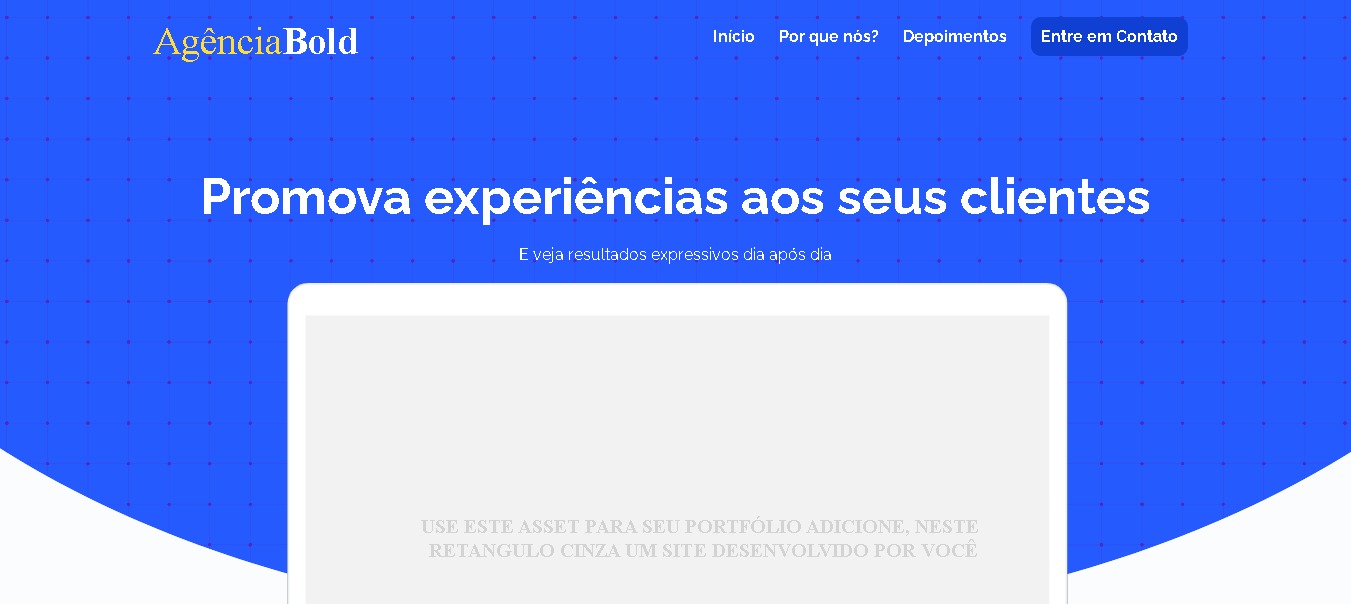 AgênciaBold
Início Por que nós? Depoimentos Entre em Contato
Promova experiências aos seus clientes
E veja resultados expressivos dia após dia
USE ESTE ASSET PARA SEU PORTFÓLIO ADICIONE, NESTE
RETANGULO CINZA UM SITE DESENVOLVIDO POR VOCÊ